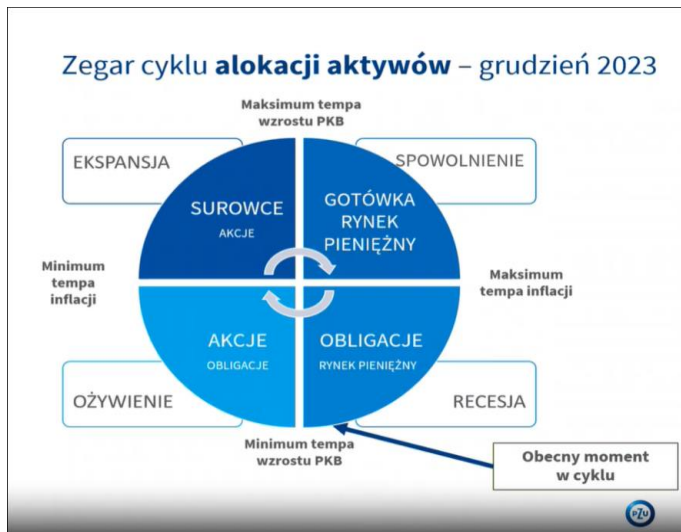 Zegar cyklu alokacji aktywów – grudzień 2023
Maksimum tempa
wzrostu PKB
EKSPANSJA
SPOWOLNIENIE
SUROWCE
AKCJE
GOTÓWKA
RYNEK
PIENIĘŻNY
Minimum
tempa
inflacji
Maksimum
tempa inflacji
AKCJE
OBLIGACJE
OBLIGACJE
RYNEK PIENIĘŻNY
OŻYWIENIE
RECESJA
Minimum tempa
wzrostu PKB
Obecny moment
w cyklu
PZU